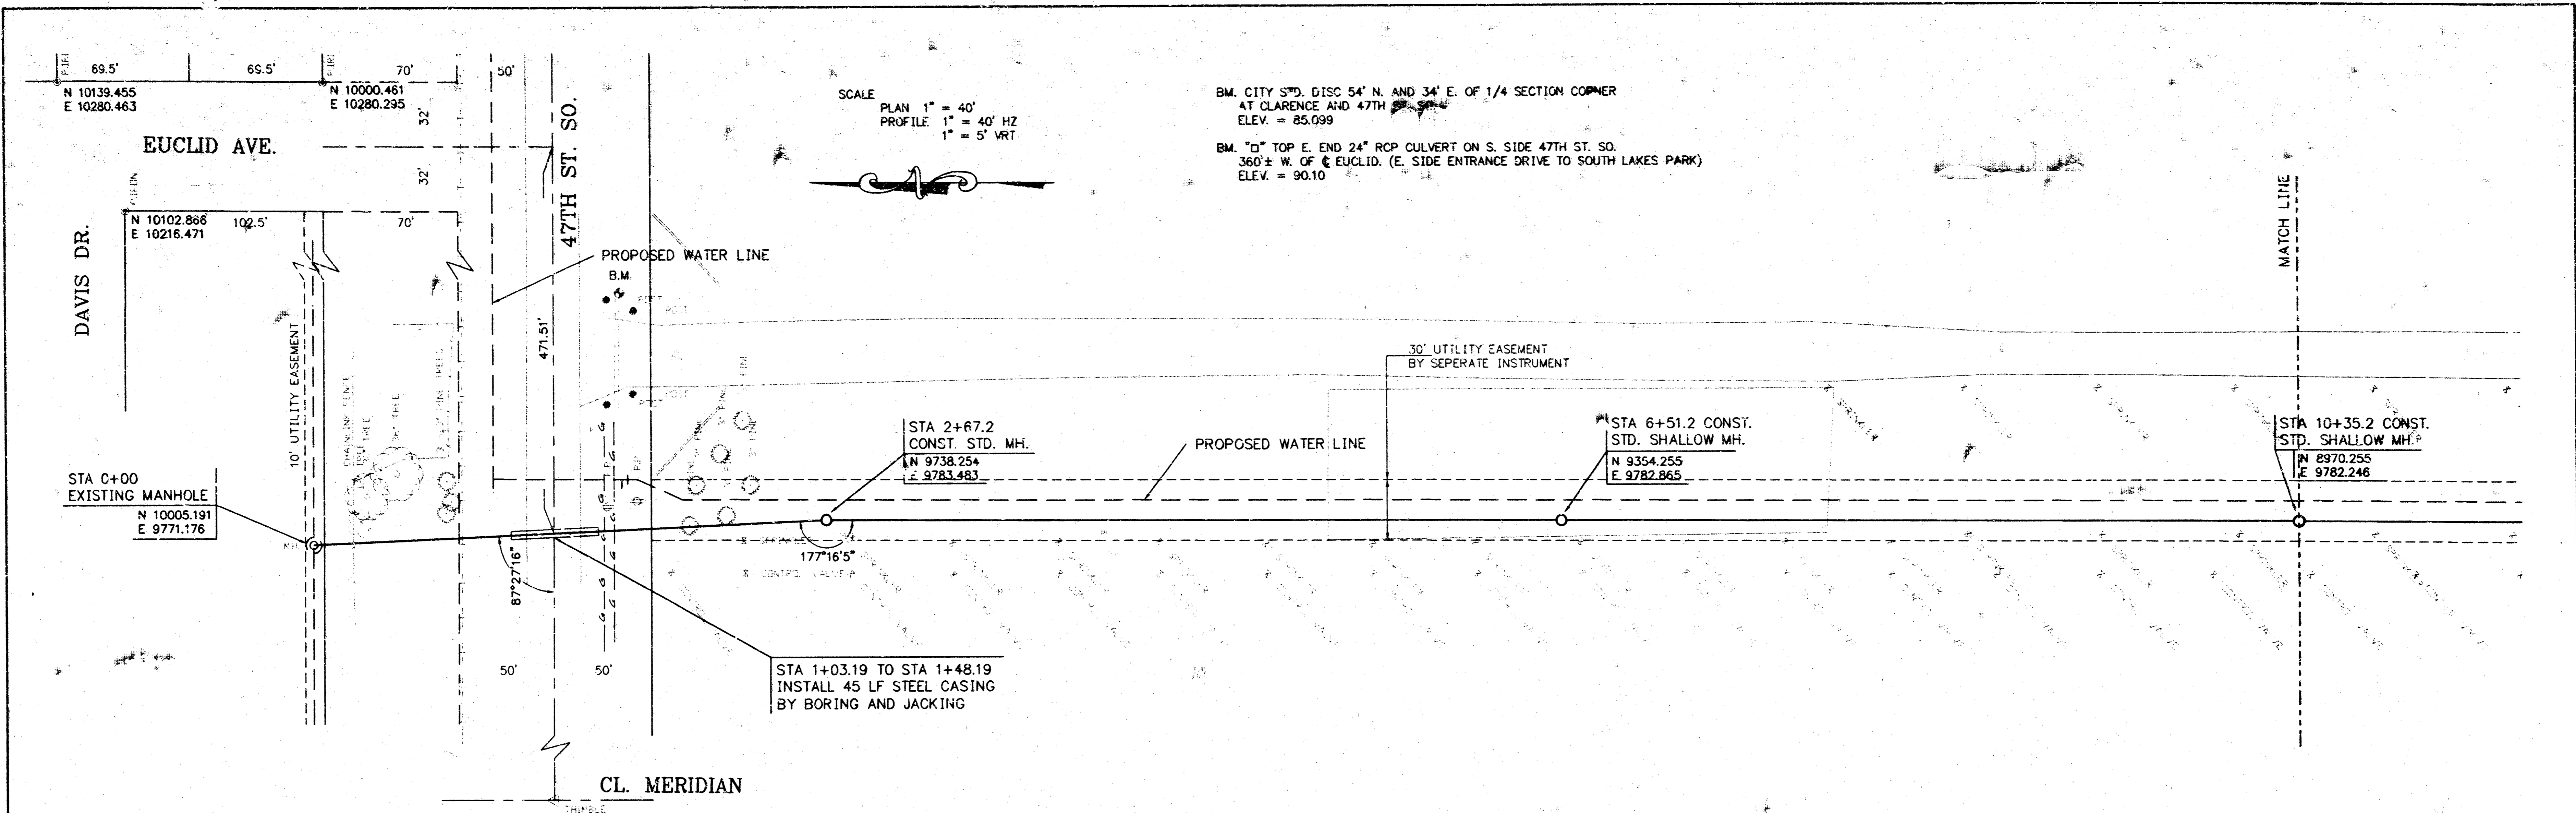 69.5'
69.5'
70'
50'
N 10139.455
E 10280.463
N 10000.461
E 10280.295
32'
EUCLID AVE.
32'
47TH ST. SO.
SCALE
PLAN 1" = 40'
PROFILE 1" = 40' HZ
1" = 5' VRT
BM. CITY STD. DISC 54' N. AND 34' E. OF 1/4 SECTION CORNER
AT CLARENCE AND 47TH
ELEV. = 85.099
BM. "□" TOP E. END 24" RCP CULVERT ON S. SIDE 47TH ST. SO.
360'± W. OF ℄ EUCLID. (E. SIDE ENTRANCE DRIVE TO SOUTH LAKES PARK)
ELEV. = 90.10
MATCH LINE
DAVIS DR.
N 10102.866
E 10216.471
102.5'
70'
PROPOSED WATER LINE
B.M.
POST
471.51'
10' UTILITY EASEMENT
CHAINLINK FENCE
TREE
30' UTILITY EASEMENT
BY SEPERATE INSTRUMENT
STA 0+00
EXISTING MANHOLE
N 10005.191
E 9771.176
STA 2+67.2
CONST. STD. MH.
N 9738.254
E 9783.483
PROPOSED WATER LINE
STA 6+51.2 CONST.
STD. SHALLOW MH.
N 9354.255
E 9782.865
STA 10+35.2 CONST.
STD. SHALLOW MH.
N 8970.255
E 9782.246
87°27'16"
177°16'5"
50'
50'
STA 1+03.19 TO STA 1+48.19
INSTALL 45 LF STEEL CASING
BY BORING AND JACKING
CL. MERIDIAN
THIMBLE